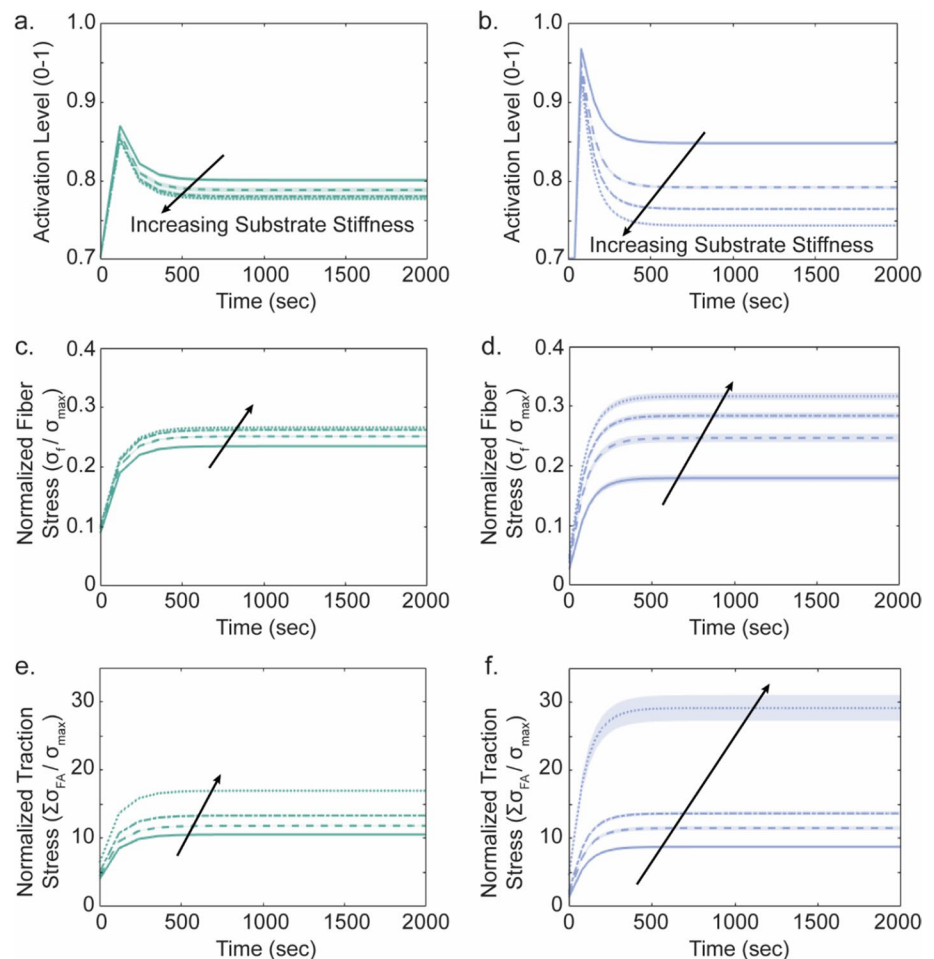 a.
Activation Level (0-1)
1.0
0.9
0.8
0.7
Increasing Substrate Stiffness
0 500 1000 1500 2000
Time (sec)
b.
Activation Level (0-1)
1.0
0.9
0.8
0.7
Increasing Substrate Stiffness
0 500 1000 1500 2000
Time (sec)
c.
Normalized Fiber
Stress (σf / σmax)
0.4
0.3
0.2
0.1
0
0 500 1000 1500 2000
Time (sec)
d.
Normalized Fiber
Stress (σf / σmax)
0.4
0.3
0.2
0.1
0
0 500 1000 1500 2000
Time (sec)
e.
Normalized Traction
Stress (ΣσFA / σmax)
30
20
10
0
0 500 1000 1500 2000
Time (sec)
f.
Normalized Traction
Stress (ΣσFA / σmax)
30
20
10
0
0 500 1000 1500 2000
Time (sec)